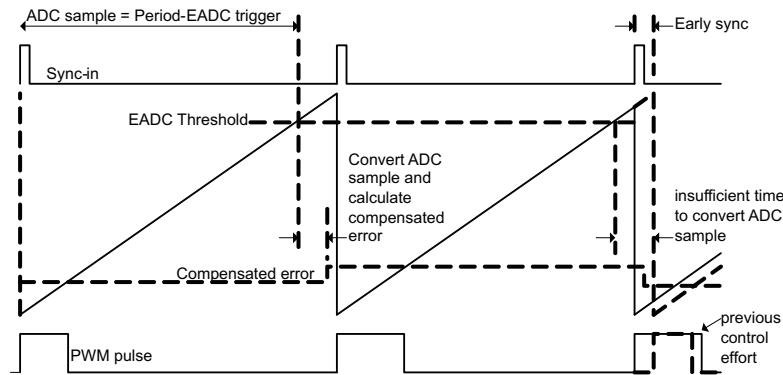 ADC sample = Period-EADC trigger
Early sync
Sync-in
EADC Threshold
Convert ADC
sample and
calculate
compensated
error
insufficient time
to convert ADC
sample
Compensated error
previous
control
effort
PWM pulse